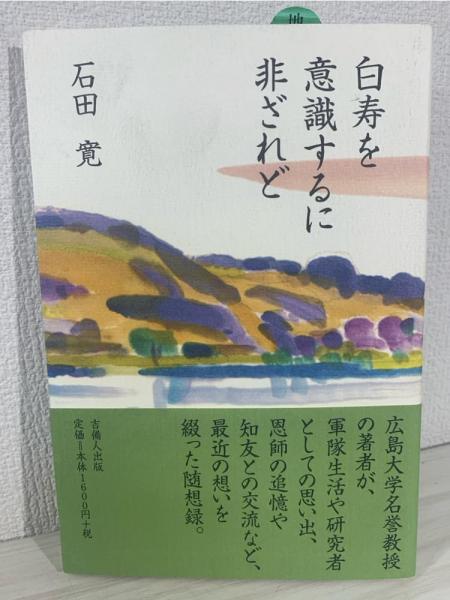 白寿を
意識するに
非ざれど
石田 寛
広島大学名誉教授
の著者が、
軍隊生活や研究者
としての思い出、
恩師の追憶や
知友との交流など、
最近の想いを
綴った随想録。
吉備人出版
定価=本体1600円+税